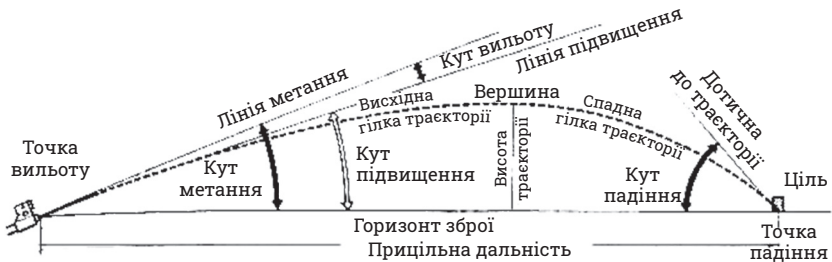 Кут вильоту
Лінія підвищення
Лінія метання
Висхідна
гілка траєкторії
Вершина
Спадна
гілка траєкторії
Дотична
до траєкторії
Точка
вильоту
Кут
метання
Кут
підвищення
Висота
траєкторії
Кут
падіння
Ціль
Горизонт зброї
Прицільна дальність
Точка
падіння